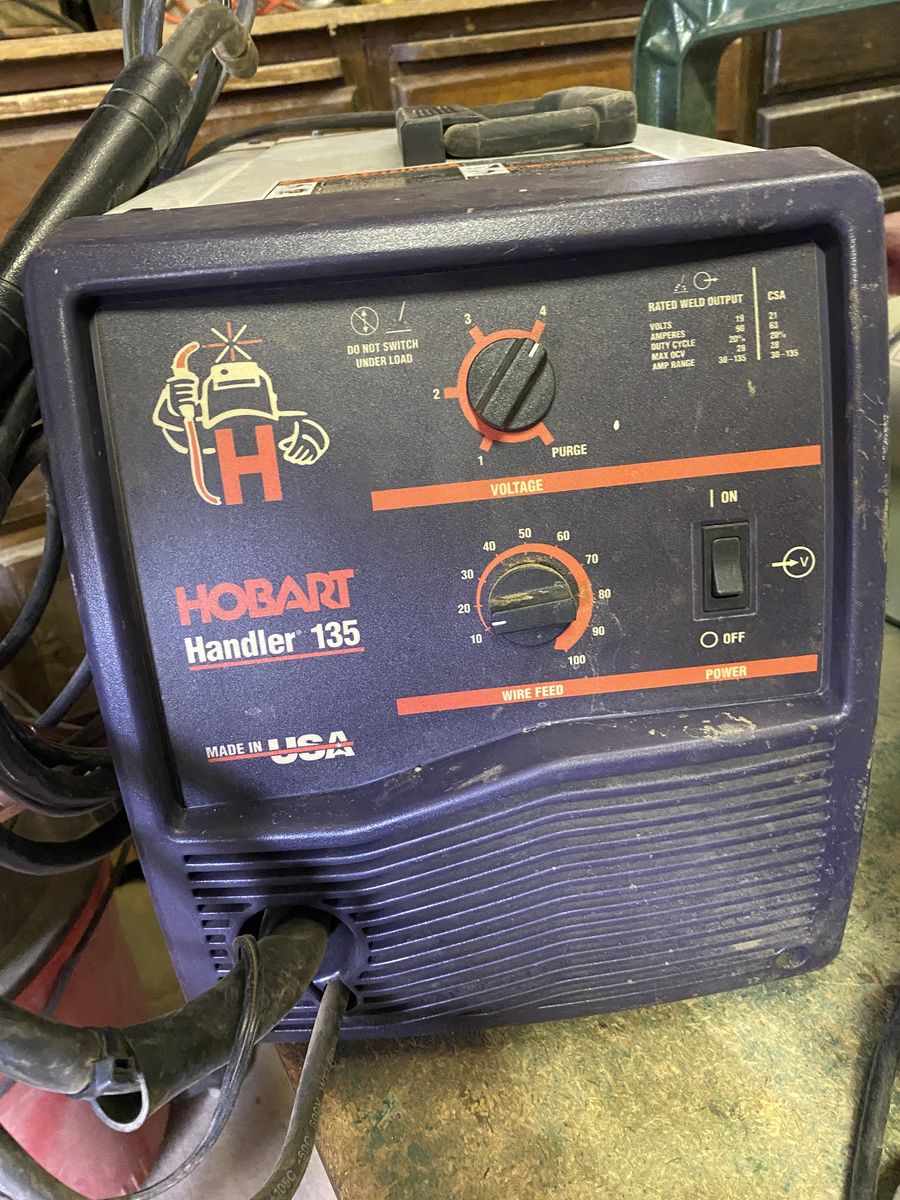 DO NOT SWITCH
UNDER LOAD
3
4
2
1
PURGE
VOLTAGE
RATED WELD OUTPUT CSA
VOLTS 19 21
AMPERES 90 63
DUTY CYCLE 20% 20%
MAX OCV 28 28
AMP RANGE 30-135 30-135
H
HOBART
Handler® 135
MADE IN USA
10
20
30
40
50
60
70
80
90
100
WIRE FEED
| ON
V
OFF
POWER